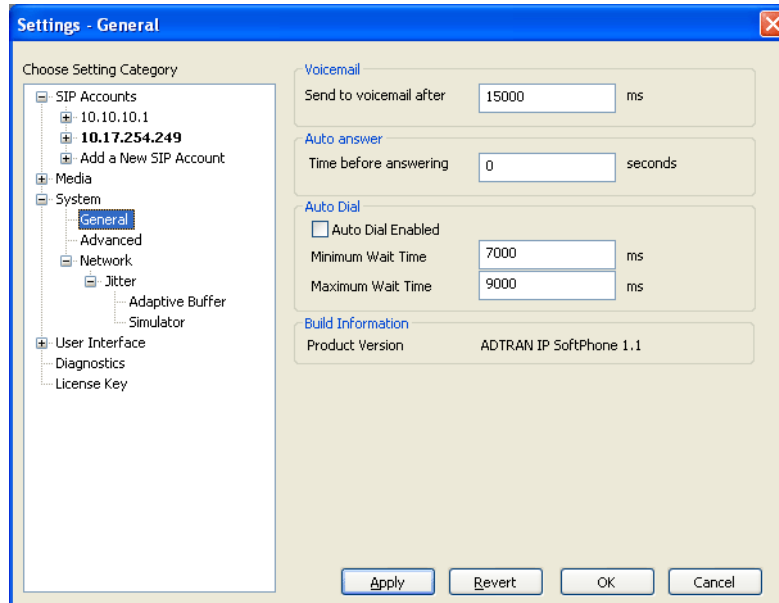 Settings - General
Choose Setting Category
SIP Accounts
10.10.10.1
10.17.254.249
Add a New SIP Account
Media
System
General
Advanced
Network
Jitter
Adaptive Buffer
Simulator
User Interface
Diagnostics
License Key
Voicemail
Send to voicemail after 15000 ms
Auto answer
Time before answering 0 seconds
Auto Dial
Auto Dial Enabled
Minimum Wait Time 7000 ms
Maximum Wait Time 9000 ms
Build Information
Product Version ADTRAN IP SoftPhone 1.1
Apply Revert OK Cancel